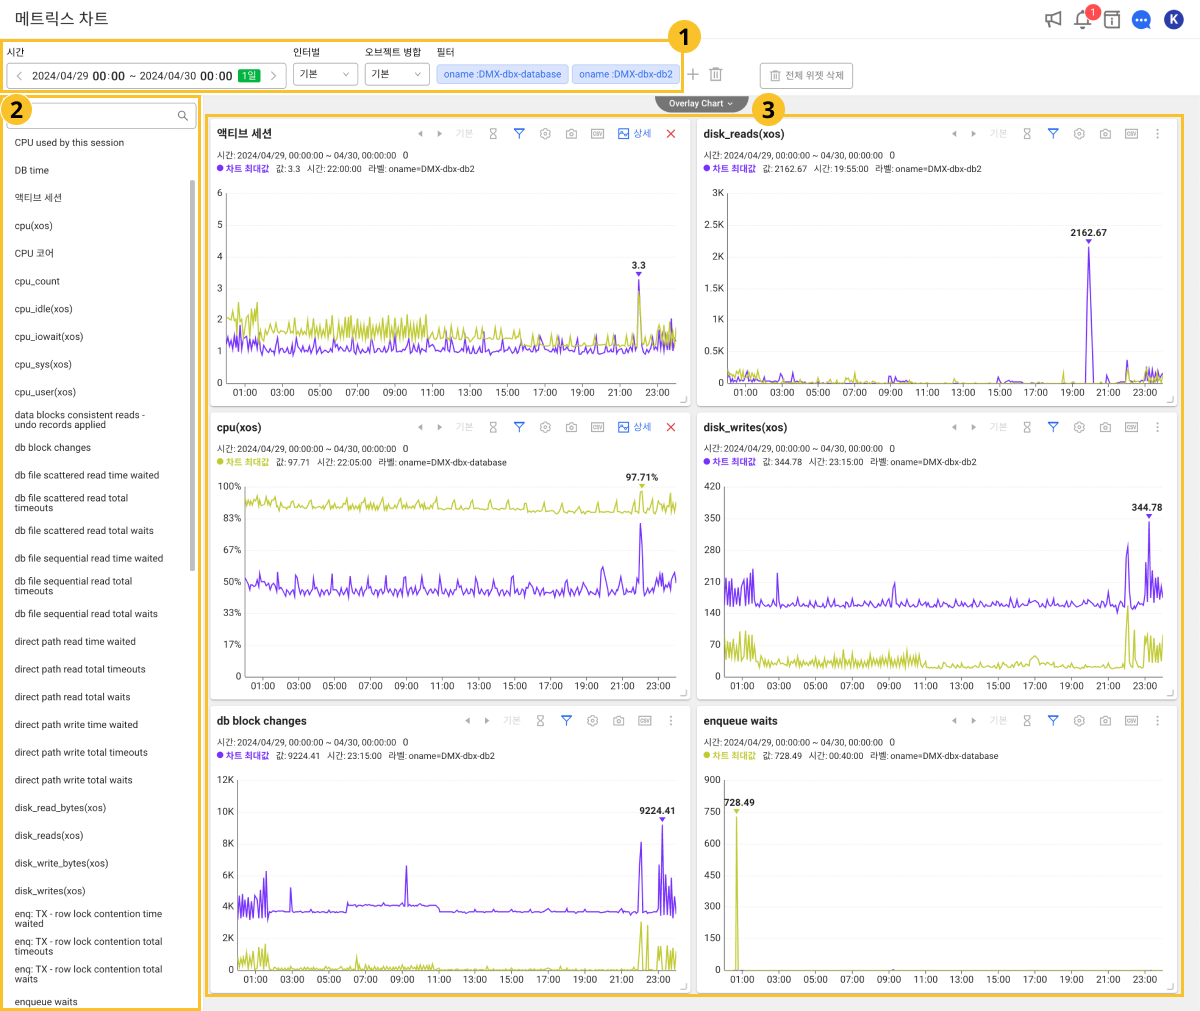 메트릭스 차트
1
K
1
시간
인터벌
오브젝트 병합
필터
2024/04/29 00:00 ~ 2024/04/30 00:00 1일
기본
기본
oname :DMX-dbx-database
oname :DMX-dbx-db2
전체 위젯 삭제
2
Overlay Chart
3
CPU used by this session
DB time
액티브 세션
cpu(xos)
CPU 코어
cpu_count
cpu_idle(xos)
cpu_iowait(xos)
cpu_sys(xos)
cpu_user(xos)
data blocks consistent reads -
undo records applied
db block changes
db file scattered read time waited
db file scattered read total
timeouts
db file scattered read total waits
db file sequential read time waited
db file sequential read total
timeouts
db file sequential read total waits
direct path read time waited
direct path read total timeouts
direct path read total waits
direct path write time waited
direct path write total timeouts
direct path write total waits
disk_read_bytes(xos)
disk_reads(xos)
disk_write_bytes(xos)
disk_writes(xos)
enq: TX - row lock contention time
waited
enq: TX - row lock contention total
timeouts
enq: TX - row lock contention total
waits
enqueue waits
액티브 세션
기본
CSV
상세
시간: 2024/04/29, 00:00:00 ~ 04/30, 00:00:00 0
차트 최대값 값: 3.3 시간: 22:00:00 라벨: oname=DMX-dbx-db2
6
5
4
3
2
1
0
3.3
01:00 03:00 05:00 07:00 09:00 11:00 13:00 15:00 17:00 19:00 21:00 23:00
disk_reads(xos)
기본
CSV
시간: 2024/04/29, 00:00:00 ~ 04/30, 00:00:00 0
차트 최대값 값: 2162.67 시간: 19:55:00 라벨: oname=DMX-dbx-db2
3K
2.5K
2K
1.5K
1K
0.5K
0
2162.67
01:00 03:00 05:00 07:00 09:00 11:00 13:00 15:00 17:00 19:00 21:00 23:00
cpu(xos)
기본
CSV
상세
시간: 2024/04/29, 00:00:00 ~ 04/30, 00:00:00 0
차트 최대값 값: 97.71 시간: 22:05:00 라벨: oname=DMX-dbx-database
100%
83%
67%
50%
33%
17%
0
97.71%
01:00 03:00 05:00 07:00 09:00 11:00 13:00 15:00 17:00 19:00 21:00 23:00
disk_writes(xos)
기본
CSV
시간: 2024/04/29, 00:00:00 ~ 04/30, 00:00:00 0
차트 최대값 값: 344.78 시간: 23:15:00 라벨: oname=DMX-dbx-db2
420
350
280
210
140
70
0
344.78
01:00 03:00 05:00 07:00 09:00 11:00 13:00 15:00 17:00 19:00 21:00 23:00
db block changes
기본
CSV
시간: 2024/04/29, 00:00:00 ~ 04/30, 00:00:00 0
차트 최대값 값: 9224.41 시간: 23:15:00 라벨: oname=DMX-dbx-db2
12K
10K
8K
6K
4K
2K
0
9224.41
01:00 03:00 05:00 07:00 09:00 11:00 13:00 15:00 17:00 19:00 21:00 23:00
enqueue waits
기본
CSV
시간: 2024/04/29, 00:00:00 ~ 04/30, 00:00:00 0
차트 최대값 값: 728.49 시간: 00:40:00 라벨: oname=DMX-dbx-database
900
750
600
450
300
150
0
728.49
01:00 03:00 05:00 07:00 09:00 11:00 13:00 15:00 17:00 19:00 21:00 23:00